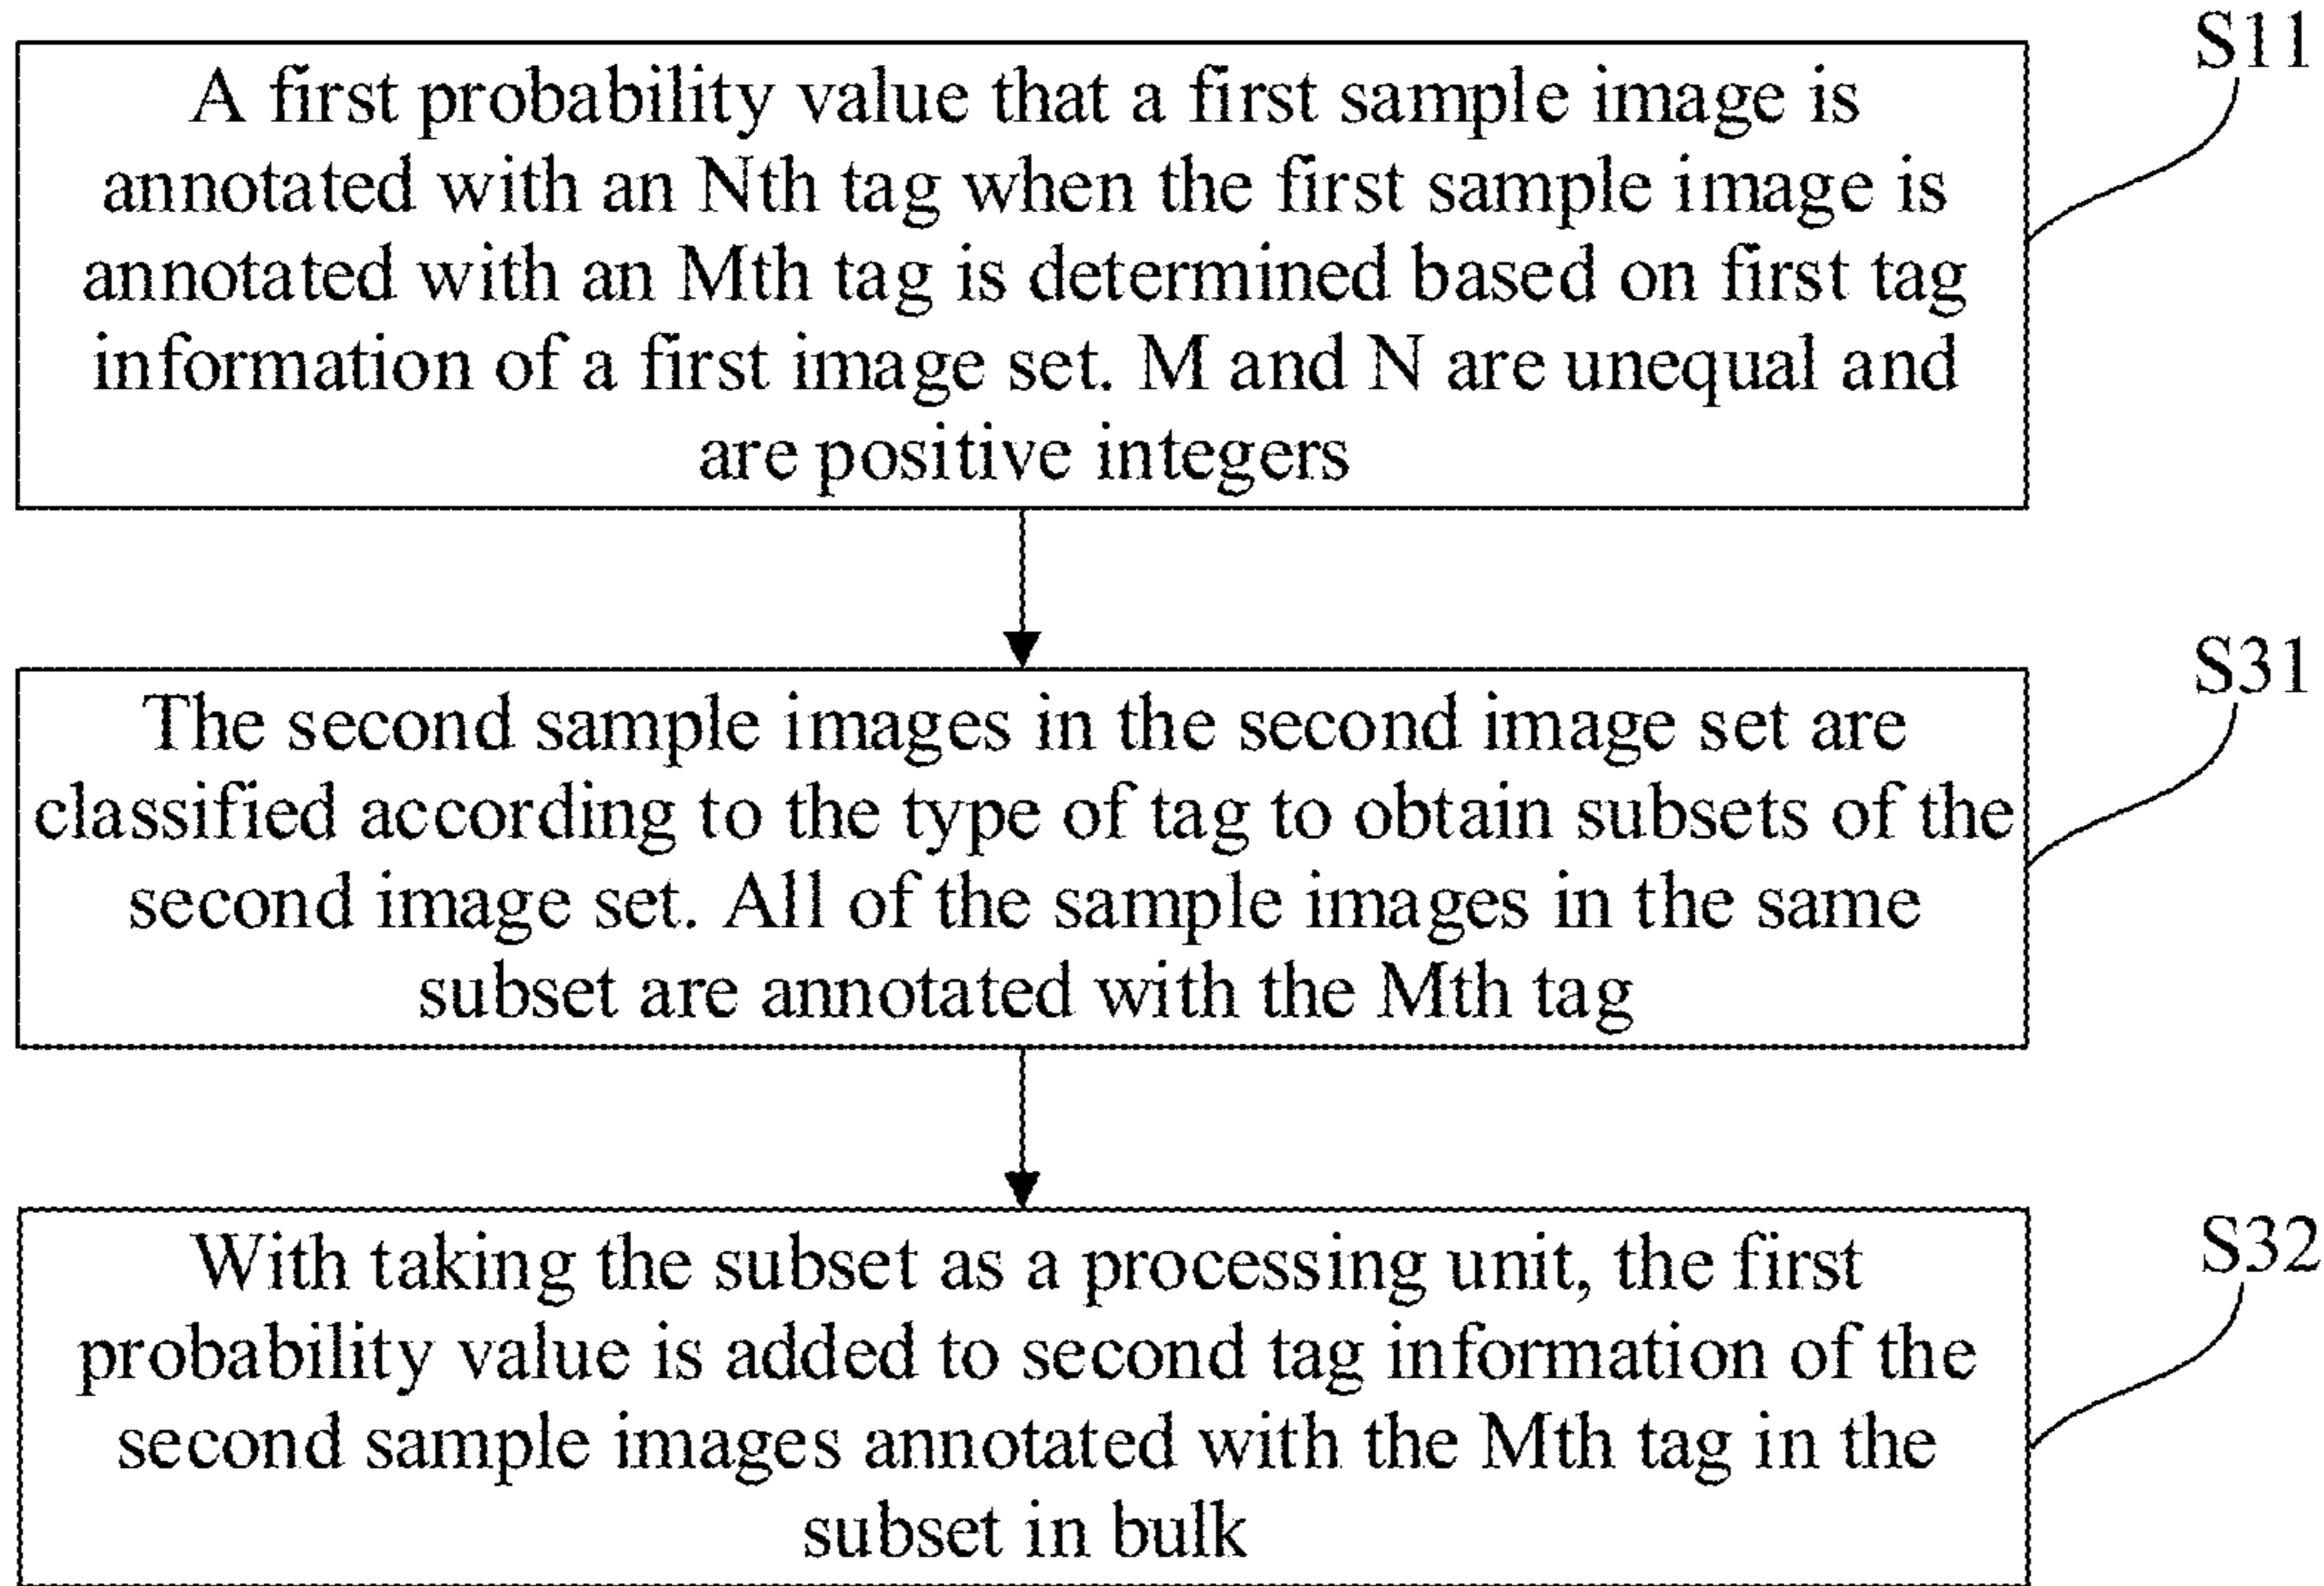 S11
A first probability value that a first sample image is
annotated with an Nth tag when the first sample image is
annotated with an Mth tag is determined based on first tag
information of a first image set. M and N are unequal and
are positive integers
S31
The second sample images in the second image set are
classified according to the type of tag to obtain subsets of the
second image set. All of the sample images in the same
subset are annotated with the Mth tag
S32
With taking the subset as a processing unit, the first
probability value is added to second tag information of the
second sample images annotated with the Mth tag in the
subset in bulk